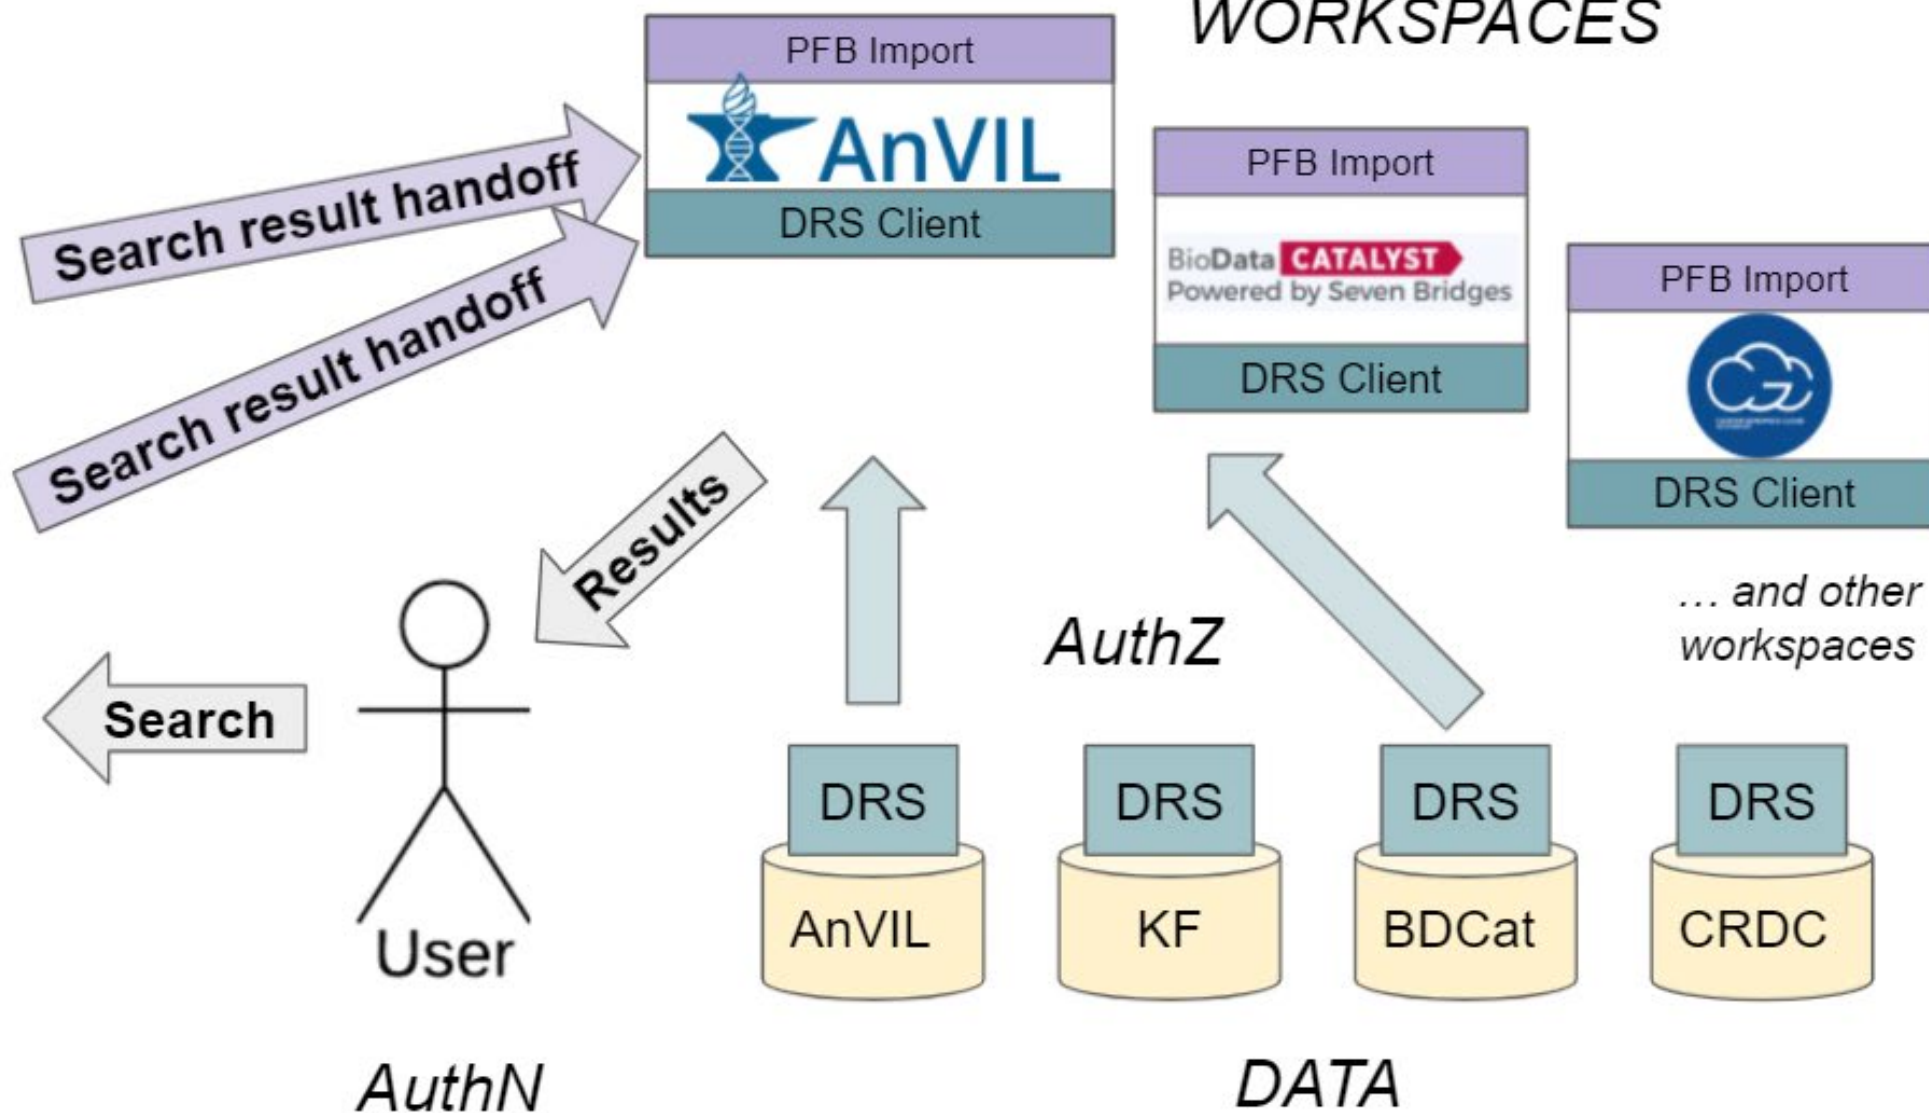 WORKSPACES
PFB Import
AnVIL
DRS Client
Search result handoff
Search result handoff
PFB Import
BioData CATALYST
Powered by Seven Bridges
DRS Client
PFB Import
CGC
DRS Client
... and other
workspaces
Results
AuthZ
Search
User
AuthN
DRS
DRS
DRS
DRS
AnVIL
KF
BDCat
CRDC
DATA